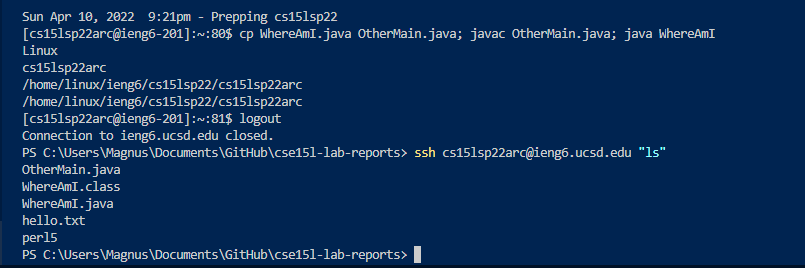 Sun Apr 10, 2022  9:21pm - Prepping cs15lsp22
[cs15lsp22arc@ieng6-201]:~:80$ cp WhereAmI.java OtherMain.java; javac OtherMain.java; java WhereAmI
Linux
cs15lsp22arc
/home/linux/ieng6/cs15lsp22/cs15lsp22arc
/home/linux/ieng6/cs15lsp22/cs15lsp22arc
[cs15lsp22arc@ieng6-201]:~:81$ logout
Connection to ieng6.ucsd.edu closed.
PS C:\Users\Magnus\Documents\GitHub\cse15l-lab-reports> ssh cs15lsp22arc@ieng6.ucsd.edu "ls"
OtherMain.java
WhereAmI.class
WhereAmI.java
hello.txt
perl5
PS C:\Users\Magnus\Documents\GitHub\cse15l-lab-reports>